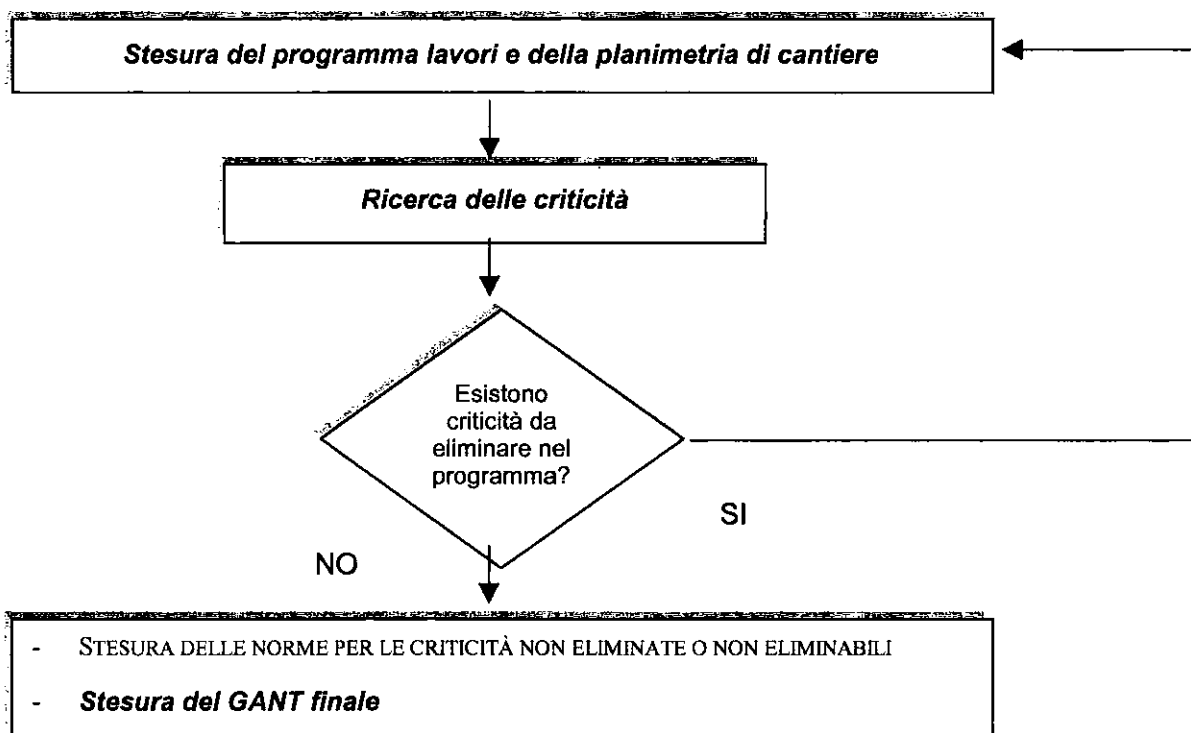 Stesura del programma lavori e della planimetria di cantiere
Ricerca delle criticità
Esistono
criticità da
eliminare nel
programma?
SI
NO
- STESURA DELLE NORME PER LE CRITICITÀ NON ELIMINATE O NON ELIMINABILI
- Stesura del GANT finale